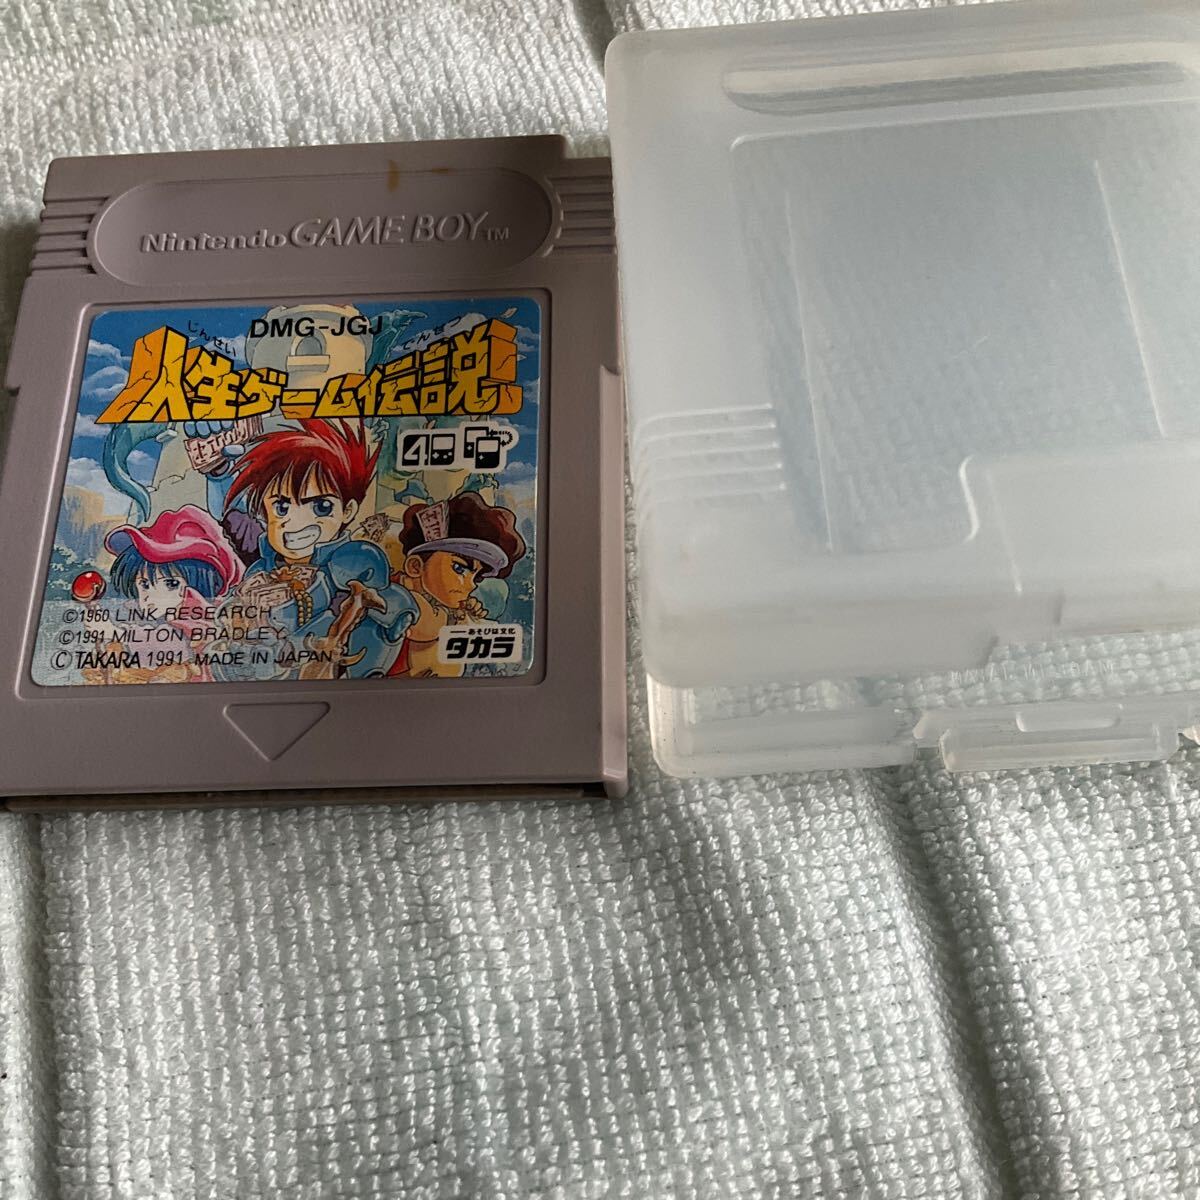 Nintendo GAME BOY TM
DMG-JGJ
じんせい でんせつ
人生ゲーム伝説
4
©1960 LINK RESEARCH.
©1991 MILTON BRADLEY.
© TAKARA 1991. MADE IN JAPAN
あそびは文化
タカラ